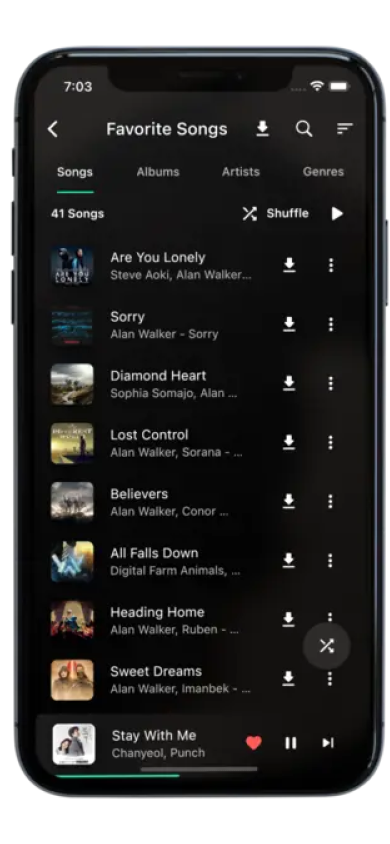 7:03
Favorite Songs
Songs Albums Artists Genres
41 Songs Shuffle
Are You Lonely
Steve Aoki, Alan Walker...
ARE YOU
LONELY
Sorry
Alan Walker - Sorry
Diamond Heart
Sophia Somajo, Alan ...
Lost Control
Alan Walker, Sorana - ...
Believers
Alan Walker, Conor ...
All Falls Down
Digital Farm Animals, ...
Heading Home
Alan Walker, Ruben - ...
Sweet Dreams
Alan Walker, Imanbek - ...
Stay With Me
Chanyeol, Punch